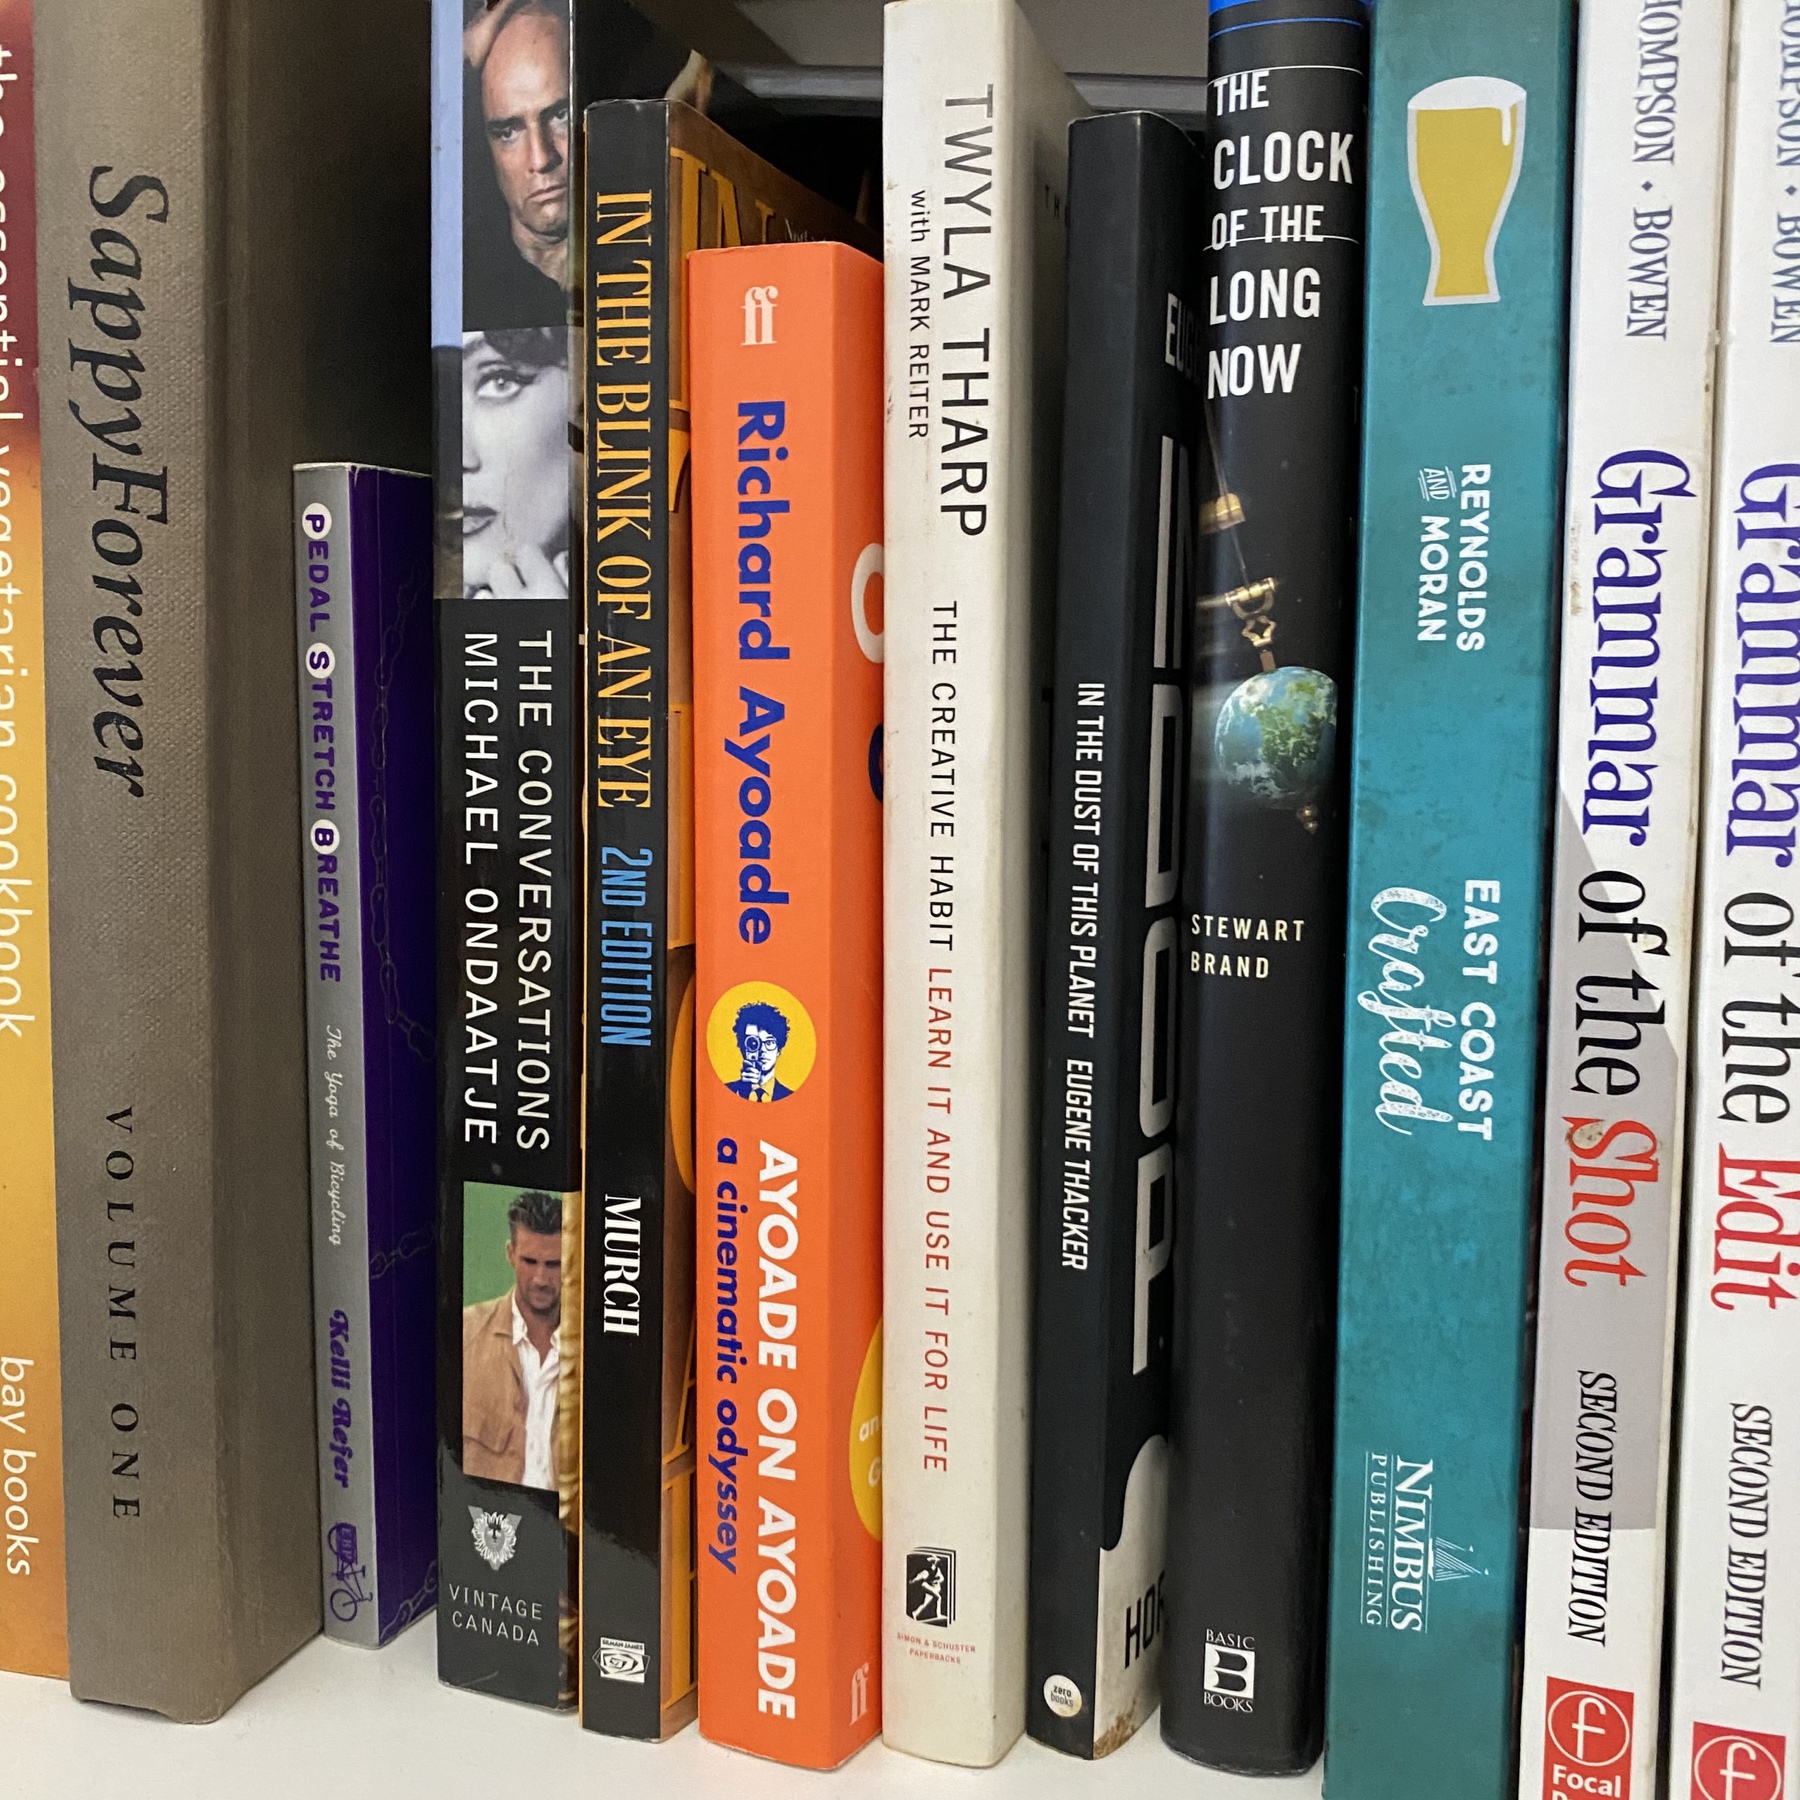 the essential vegetarian cookbook
bay books
SappyForever
VOLUME ONE
PEDAL STRETCH BREATHE
The Yoga of Bicycling
Kelli Refer
THE CONVERSATIONS
MICHAEL ONDAATJE
VINTAGE
CANADA
IN THE BLINK OF AN EYE
2ND EDITION
MURCH
ff
Richard Ayoade
AYOADE ON AYOADE
a cinematic odyssey
ff
TWYLA THARP
with MARK REITER
THE CREATIVE HABIT LEARN IT AND USE IT FOR LIFE
SIMON & SCHUSTER
PAPERBACKS
IN THE DUST OF THIS PLANET
EUGENE THACKER
zero
books
THE
CLOCK
OF THE
LONG
NOW
STEWART
BRAND
BASIC
BOOKS
REYNOLDS
AND MORAN
EAST COAST
Crafted
NIMBUS
PUBLISHING
BOWEN
Grammar of the Shot
SECOND EDITION
Focal
BOWEN
Grammar of the Edit
SECOND EDITION